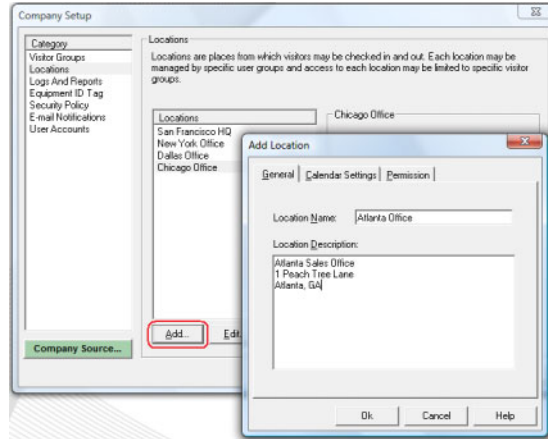 Company Setup
Category
Visitor Groups
Locations
Logs And Reports
Equipment ID Tag
Security Policy
E-mail Notifications
User Accounts
Company Source...
Locations
Locations are places from which visitors may be checked in and out. Each location may be
managed by specific user groups and access to each location may be limited to specific visitor
groups.
Locations
San Francisco HQ
New York Office
Dallas Office
Chicago Office
Add...
Edit.
Chicago Office
Add Location
General
Calendar Settings
Permission
Location Name:
Atlanta Office
Location Description:
Atlanta Sales Office
1 Peach Tree Lane
Atlanta, GA
Ok
Cancel
Help